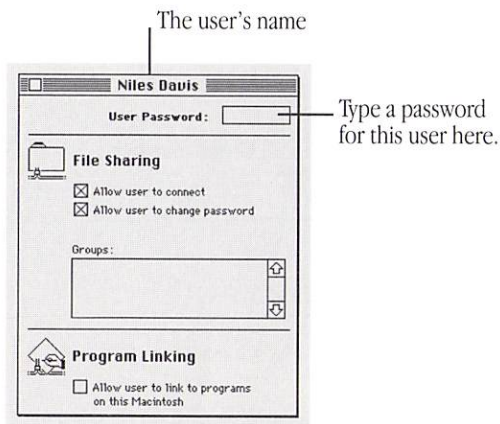 The user's name
Niles Davis
User Password:
Type a password
for this user here.
File Sharing
Allow user to connect
Allow user to change password
Groups:
Program Linking
Allow user to link to programs
on this Macintosh